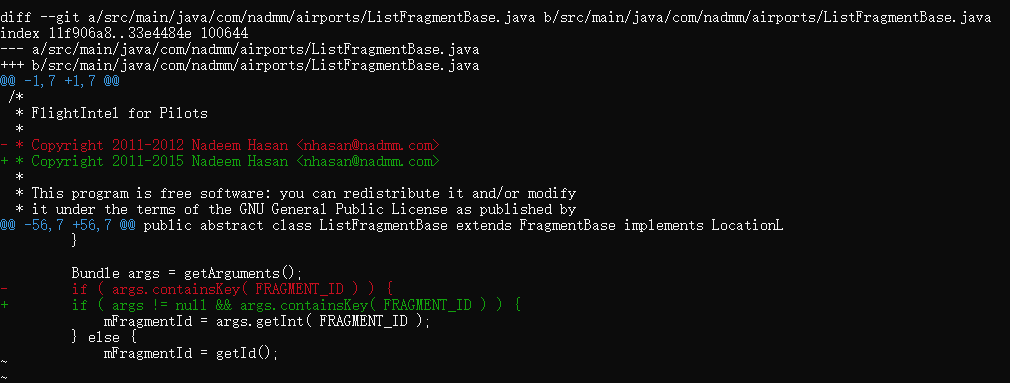 diff --git a/src/main/java/com/nadmm/airports/ListFragmentBase.java b/src/main/java/com/nadmm/airports/ListFragmentBase.java
index 11f906a8..33e4484e 100644
--- a/src/main/java/com/nadmm/airports/ListFragmentBase.java
+++ b/src/main/java/com/nadmm/airports/ListFragmentBase.java
@@ -1,7 +1,7 @@
 /*
  * FlightIntel for Pilots
  *
- * Copyright 2011-2012 Nadeem Hasan <nhasan@nadmm.com>
+ * Copyright 2011-2015 Nadeem Hasan <nhasan@nadmm.com>
  *
  * This program is free software: you can redistribute it and/or modify
  * it under the terms of the GNU General Public License as published by
@@ -56,7 +56,7 @@ public abstract class ListFragmentBase extends FragmentBase implements LocationL
         }
         Bundle args = getArguments();
-        if ( args.containsKey( FRAGMENT_ID ) ) {
+        if ( args != null && args.containsKey( FRAGMENT_ID ) ) {
             mFragmentId = args.getInt( FRAGMENT_ID );
         } else {
             mFragmentId = getId();
~
~